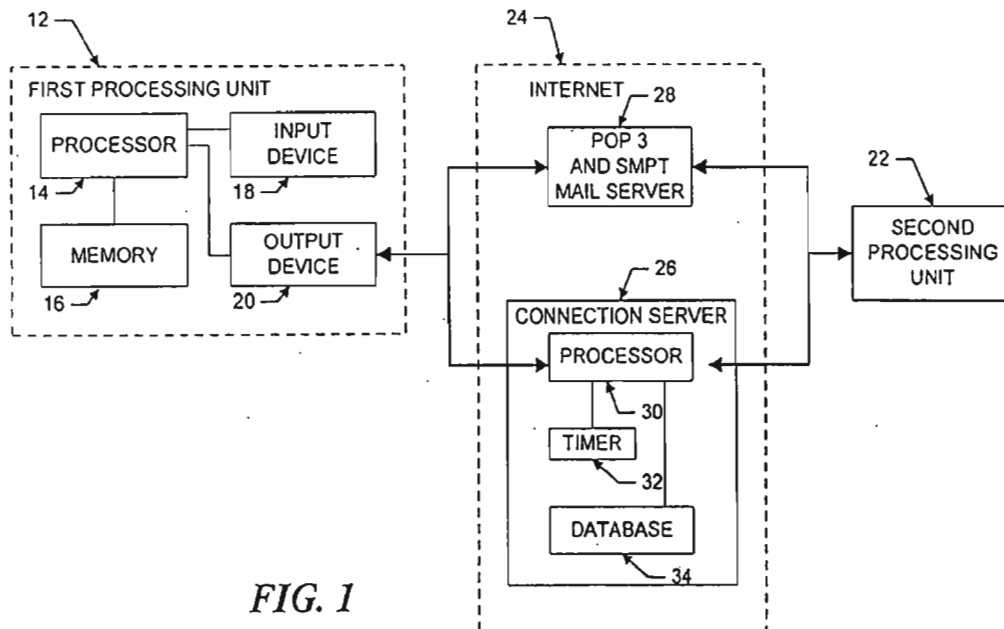 12
FIRST PROCESSING UNIT
PROCESSOR
14
INPUT
DEVICE
18
MEMORY
16
OUTPUT
DEVICE
20
24
INTERNET
28
POP 3
AND SMPT
MAIL SERVER
26
CONNECTION SERVER
PROCESSOR
30
TIMER
32
DATABASE
34
22
SECOND
PROCESSING
UNIT
FIG. 1